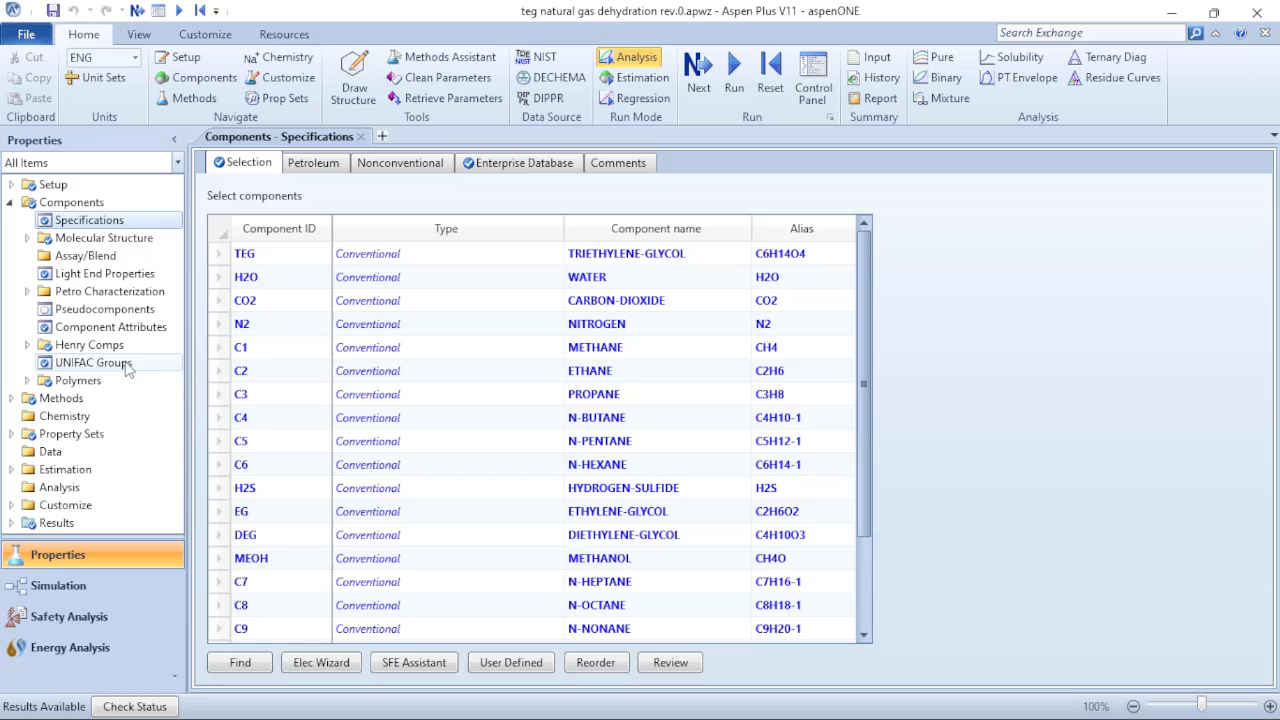 teg natural gas dehydration rev.0.apwz - Aspen Plus V11 - aspenONE
File Home View Customize Resources Search Exchange
Cut ENG Setup Chemistry Methods Assistant NIST Analysis Input Pure Solubility Ternary Diag
Copy Unit Sets Components Customize Clean Parameters DECHEMA Estimation History Binary PT Envelope Residue Curves
Paste Methods Prop Sets Draw Structure Retrieve Parameters DIPPR Regression Next Run Reset Control Panel Report Mixture
Clipboard Units Navigate Tools Data Source Run Mode Run Summary Analysis
Properties Components - Specifications
All Items Selection Petroleum Nonconventional Enterprise Database Comments
Setup
Components
Specifications
Molecular Structure
Assay/Blend
Light End Properties
Petro Characterization
Pseudocomponents
Component Attributes
Henry Comps
UNIFAC Groups
Polymers
Methods
Chemistry
Property Sets
Data
Estimation
Analysis
Customize
Results
Properties
Simulation
Safety Analysis
Energy Analysis
Select components
Component ID Type Component name Alias
TEG Conventional TRIETHYLENE-GLYCOL C6H14O4
H2O Conventional WATER H2O
CO2 Conventional CARBON-DIOXIDE CO2
N2 Conventional NITROGEN N2
C1 Conventional METHANE CH4
C2 Conventional ETHANE C2H6
C3 Conventional PROPANE C3H8
C4 Conventional N-BUTANE C4H10-1
C5 Conventional N-PENTANE C5H12-1
C6 Conventional N-HEXANE C6H14-1
H2S Conventional HYDROGEN-SULFIDE H2S
EG Conventional ETHYLENE-GLYCOL C2H6O2
DEG Conventional DIETHYLENE-GLYCOL C4H10O3
MEOH Conventional METHANOL CH4O
C7 Conventional N-HEPTANE C7H16-1
C8 Conventional N-OCTANE C8H18-1
C9 Conventional N-NONANE C9H20-1
Find Elec Wizard SFE Assistant User Defined Reorder Review
Results Available Check Status 100%